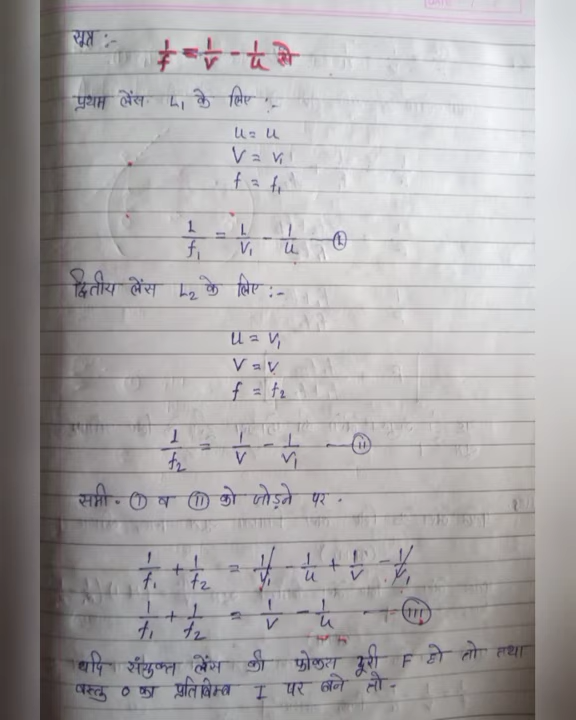 सूत्र :-
1/f = 1/v - 1/u से
प्रथम लेंस L₁ के लिए :-
u = u
v = v₁
f = f₁
1/f₁ = 1/v₁ - 1/u — ①
द्वितीय लेंस L₂ के लिए :-
u = v₁
v = v
f = f₂
1/f₂ = 1/v - 1/v₁ — ⓘⓘ
समी. ① व ⓘⓘ को जोड़ने पर -
1/f₁ + 1/f₂ = 1/v₁ - 1/u + 1/v - 1/v₁
1/f₁ + 1/f₂ = 1/v - 1/u — ⓘⓘⓘ
यदि संयुक्त लेंस की फोकस दूरी F हो तो तथा
वस्तु O का प्रतिबिम्ब I पर बने तो -